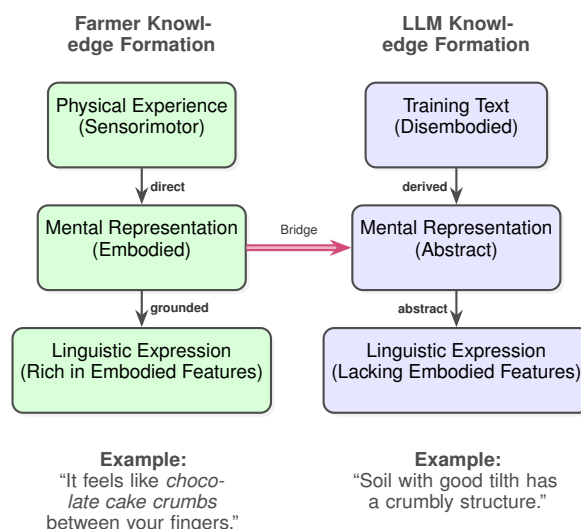 Farmer Knowl-
edge Formation
Physical Experience
(Sensorimotor)
direct
Mental Representation
(Embodied)
grounded
Linguistic Expression
(Rich in Embodied Features)
Example:
“It feels like choco-
late cake crumbs
between your fingers.”
Bridge
LLM Knowl-
edge Formation
Training Text
(Disembodied)
derived
Mental Representation
(Abstract)
abstract
Linguistic Expression
(Lacking Embodied Features)
Example:
“Soil with good tilth has
a crumbly structure.”